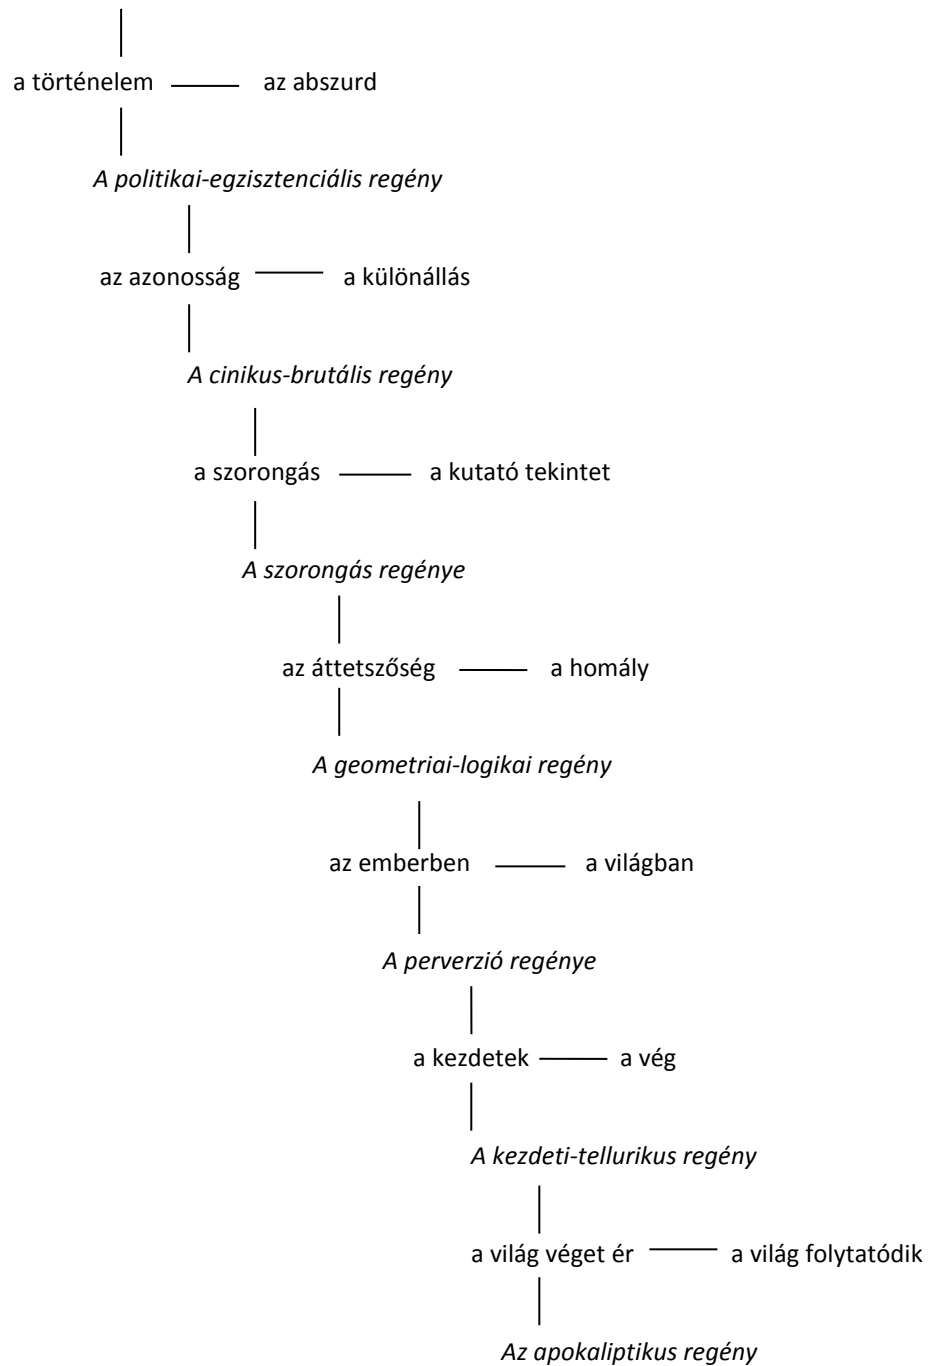 a történelem az abszurd
A politikai-egzisztenciális regény
az azonosság a különállás
A cinikus-brutális regény
a szorongás a kutató tekintet
A szorongás regénye
az áttetszőség a homály
A geometriai-logikai regény
az emberben a világban
A perverzió regénye
a kezdetek a vég
A kezdeti-tellurikus regény
a világ véget ér a világ folytatódik
Az apokaliptikus regény